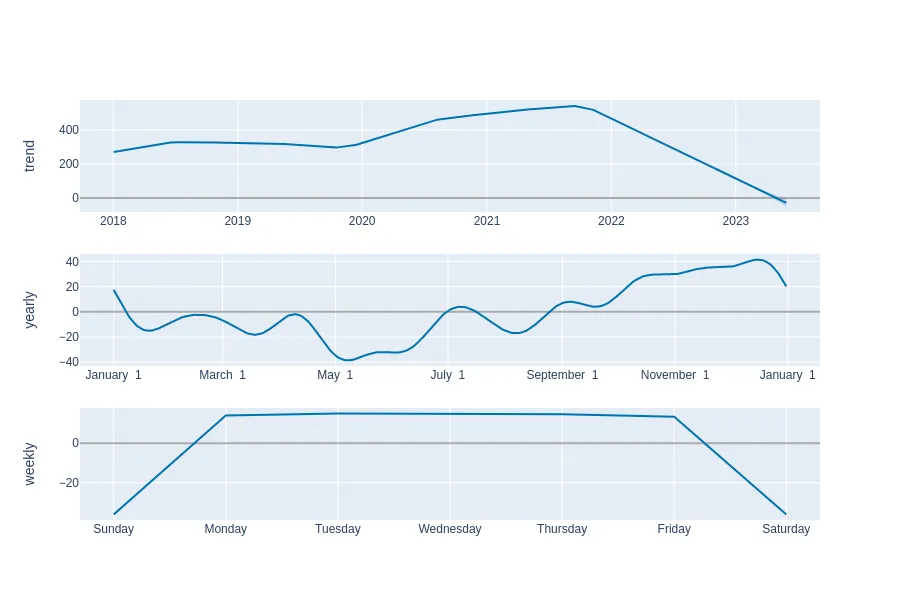 trend
400
200
0
2018 2019 2020 2021 2022 2023
yearly
40
20
0
−20
−40
January 1 March 1 May 1 July 1 September 1 November 1 January 1
weekly
0
−20
Sunday Monday Tuesday Wednesday Thursday Friday Saturday